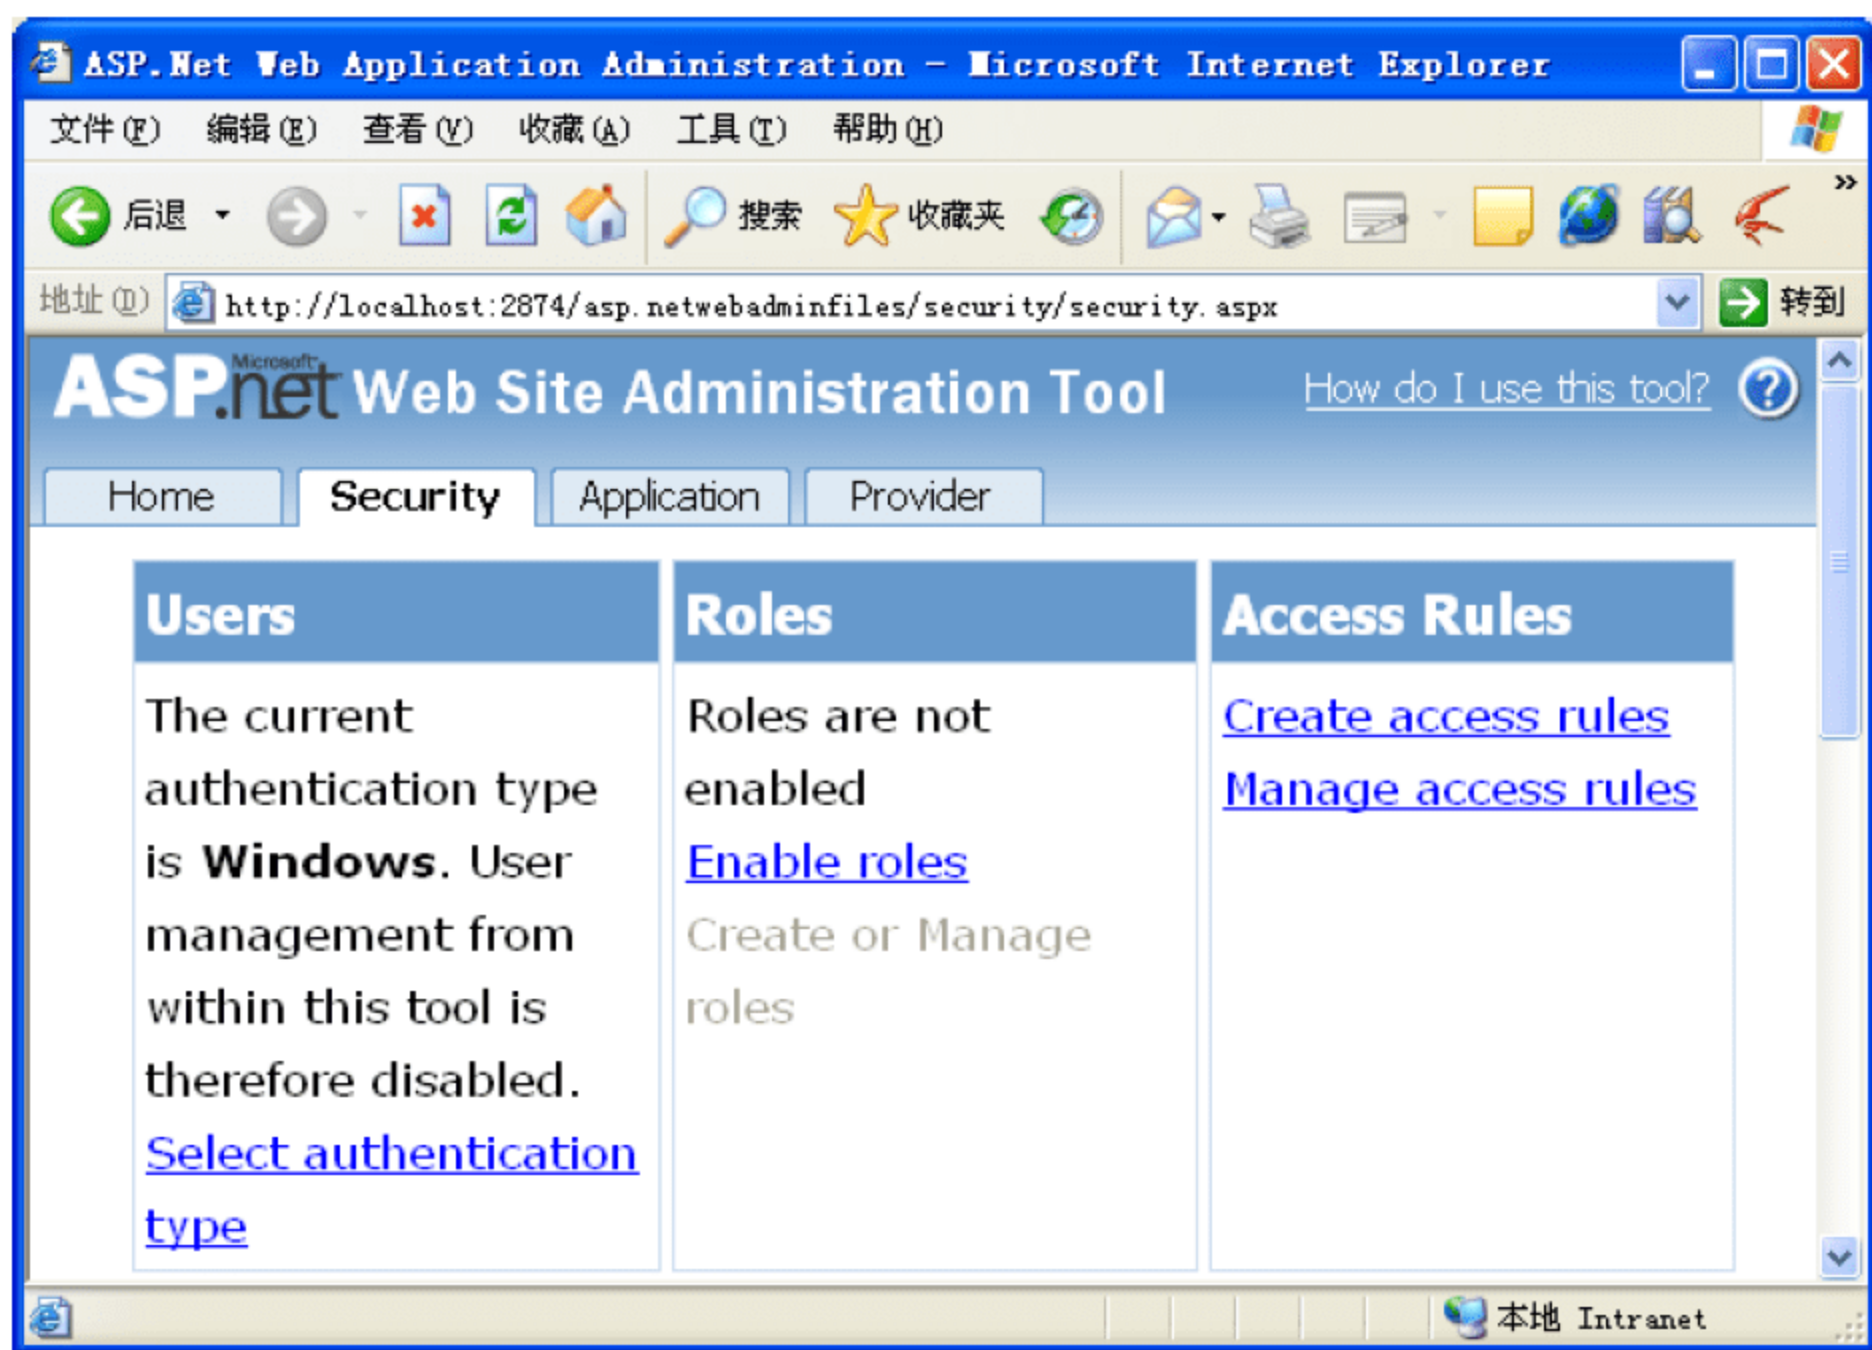 ASP.Net Web Application Administration - Microsoft Internet Explorer
文件(F) 编辑(E) 查看(V) 收藏(A) 工具(T) 帮助(H)
后退 搜索 收藏夹 »
地址(D) http://localhost:2874/asp.netwebadminfiles/security/security.aspx 转到
Microsoft
ASP.net Web Site Administration Tool How do I use this tool? ?
Home Security Application Provider
Users
The current
authentication type
is Windows. User
management from
within this tool is
therefore disabled.
Select authentication
type
Roles
Roles are not
enabled
Enable roles
Create or Manage
roles
Access Rules
Create access rules
Manage access rules
本地 Intranet